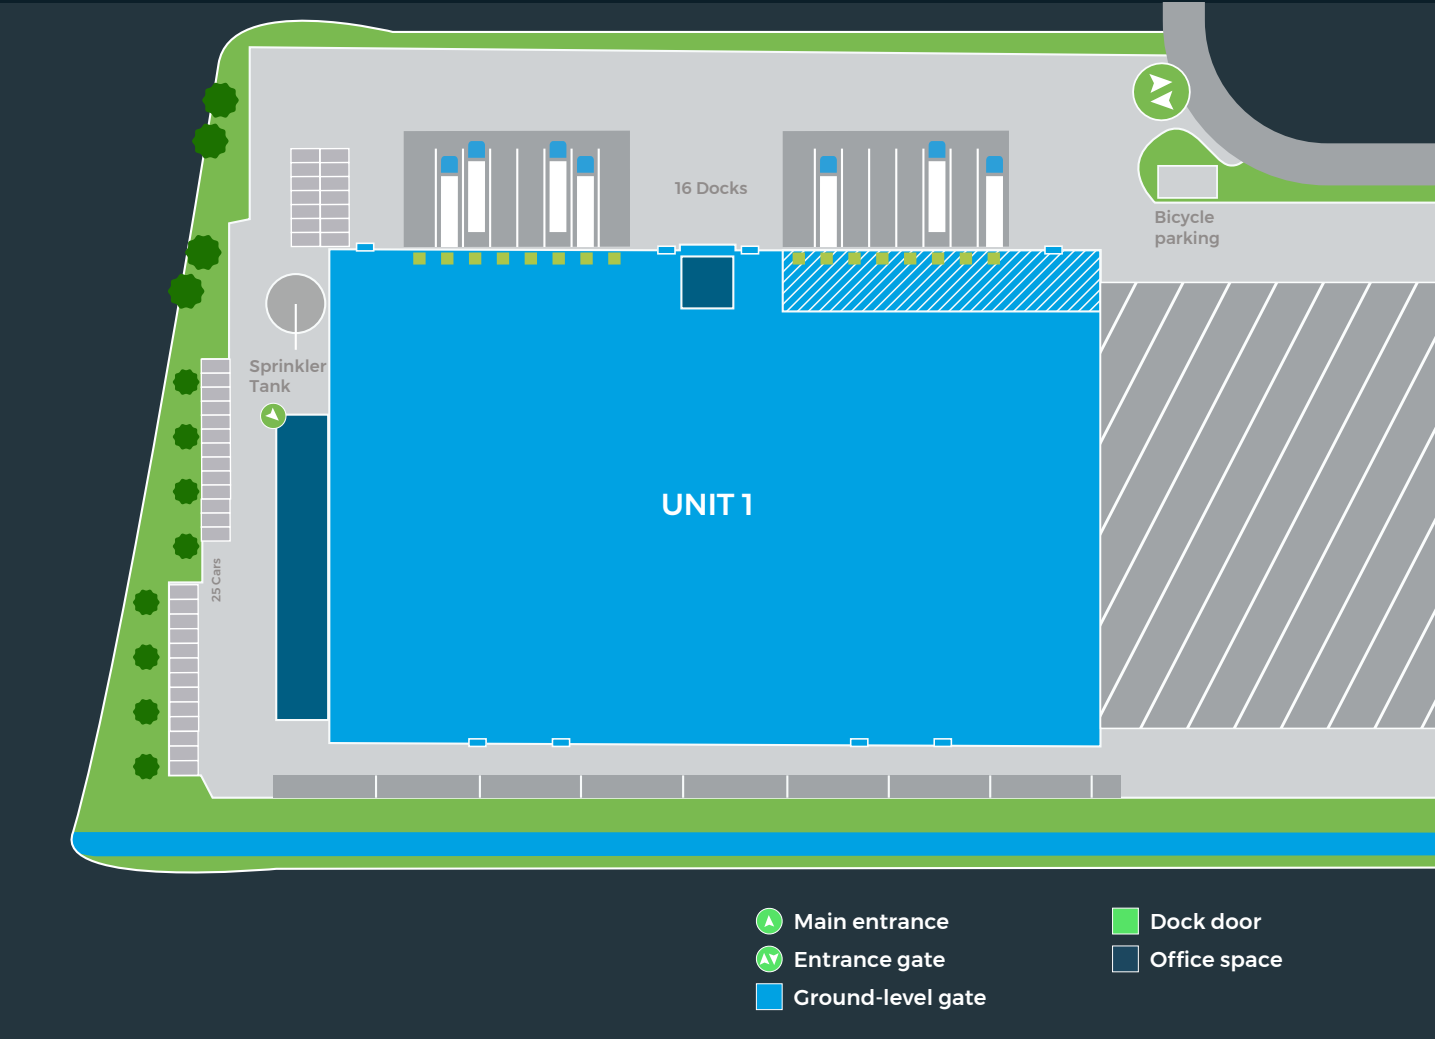 16 Docks
Bicycle
parking
Sprinkler
Tank
UNIT 1
25 Cars
Main entrance
Entrance gate
Ground-level gate
Dock door
Office space